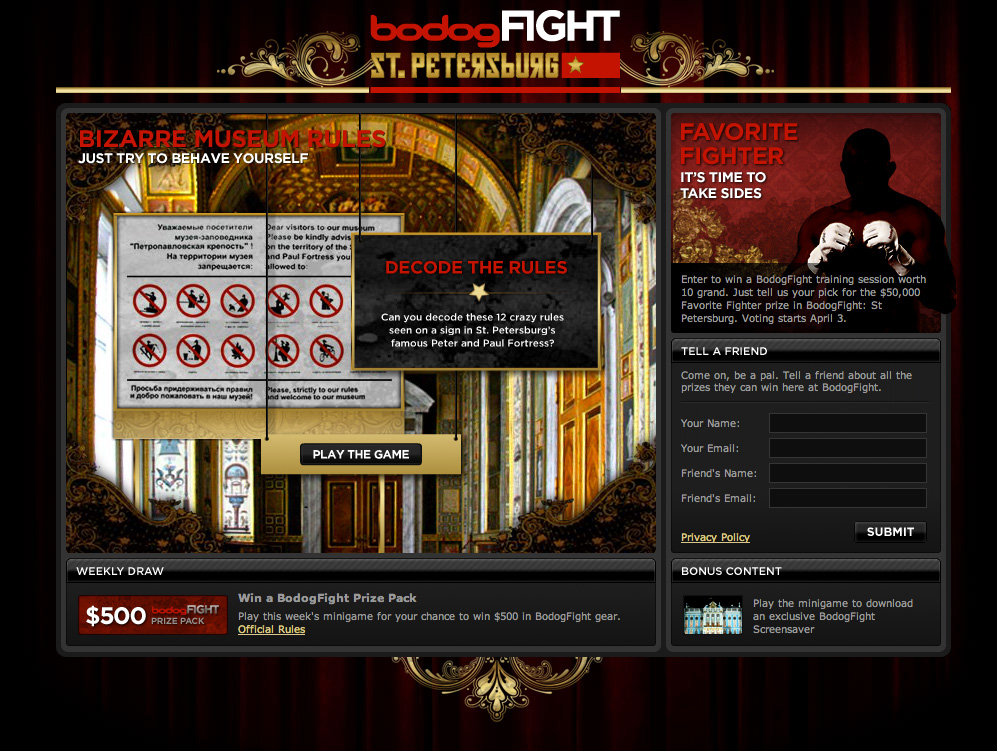 bodogFIGHT
ST. PETEЯSЬUЯG
BIZARRE MUSEUM RULES
JUST TRY TO BEHAVE YOURSELF
Уважаемые посетители
музея-заповедника
"Петропавловская крепость" !
На территории музея
запрещается:
Dear visitors to our museum
Please be kindly advis
on the territory of the
and Paul Fortress you
allowed to
Просьба придерживаться правил
и добро пожаловать в наш музей!
Please, strictly to our rules
and welcome to our museum
DECODE THE RULES
Can you decode these 12 crazy rules
seen on a sign in St. Petersburg's
famous Peter and Paul Fortress?
PLAY THE GAME
FAVORITE
FIGHTER
IT'S TIME TO
TAKE SIDES
Enter to win a BodogFight training session worth
10 grand. Just tell us your pick for the $50,000
Favorite Fighter prize in BodogFight: St
Petersburg. Voting starts April 3.
TELL A FRIEND
Come on, be a pal. Tell a friend about all the
prizes they can win here at BodogFight.
Your Name:
Your Email:
Friend's Name:
Friend's Email:
Privacy Policy
SUBMIT
WEEKLY DRAW
$500 bodogFIGHT
PRIZE PACK
Win a BodogFight Prize Pack
Play this week's minigame for your chance to win $500 in BodogFight gear.
Official Rules
BONUS CONTENT
Play the minigame to download
an exclusive BodogFight
Screensaver